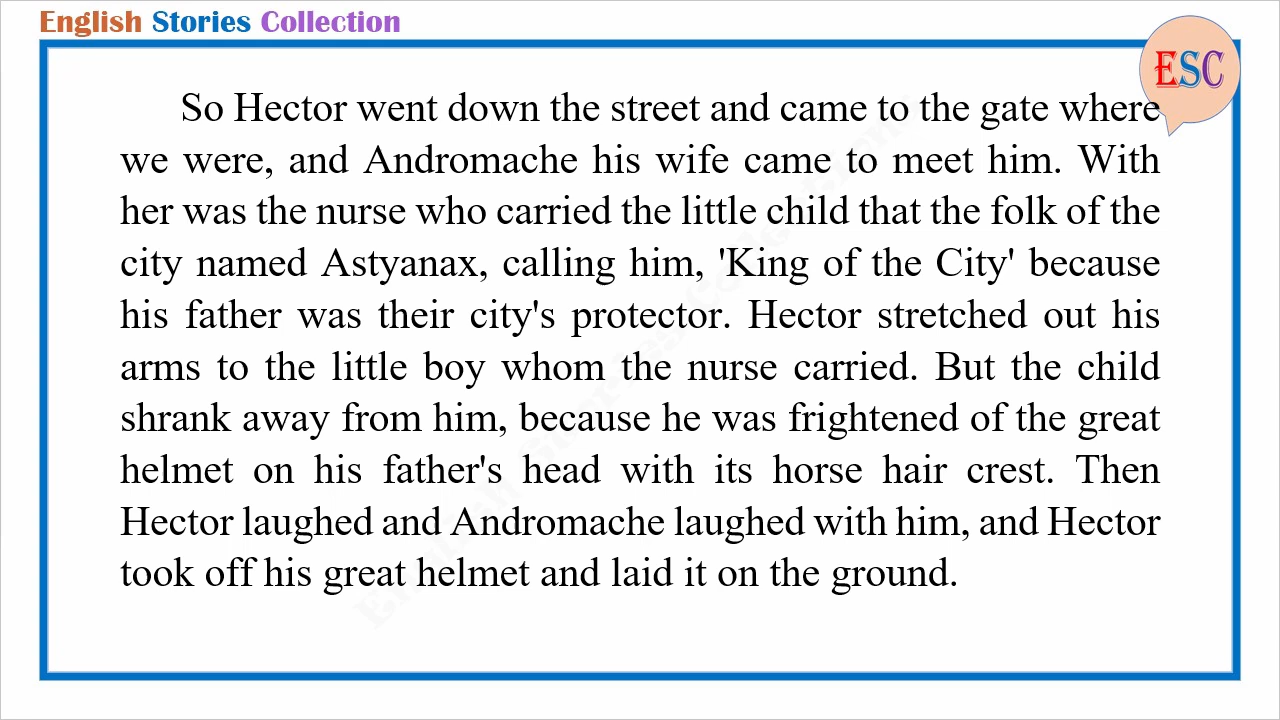 English Stories Collection
ESC
So Hector went down the street and came to the gate where
we were, and Andromache his wife came to meet him. With
her was the nurse who carried the little child that the folk of the
city named Astyanax, calling him, 'King of the City' because
his father was their city's protector. Hector stretched out his
arms to the little boy whom the nurse carried. But the child
shrank away from him, because he was frightened of the great
helmet on his father's head with its horse hair crest. Then
Hector laughed and Andromache laughed with him, and Hector
took off his great helmet and laid it on the ground.